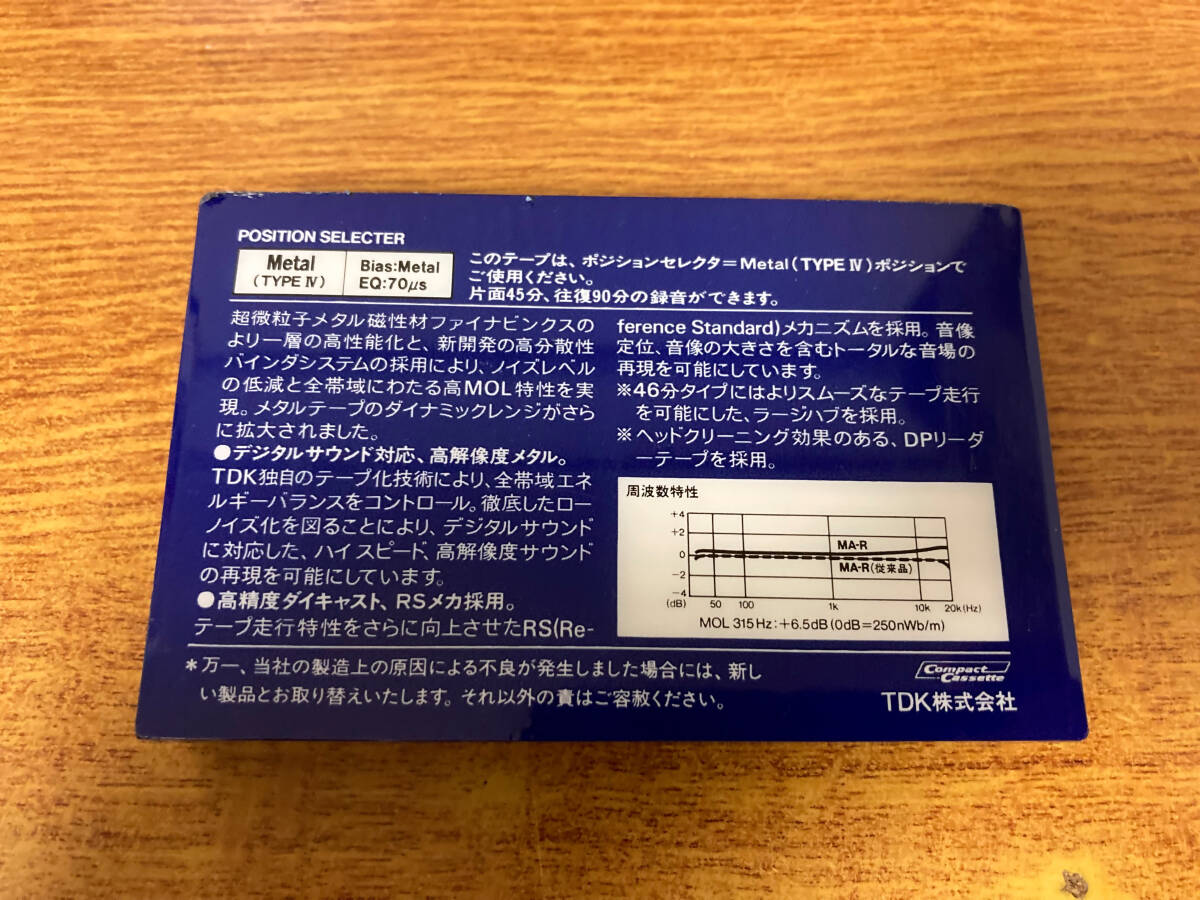 POSITION SELECTER
Metal
(TYPE Ⅳ)
Bias:Metal
EQ:70μs
このテープは、ポジションセレクター=Metal(TYPE Ⅳ)ポジションで
ご使用ください。
片面45分、往復90分の録音ができます。
超微粒子メタル磁性材ファイナビンクスの
より一層の高性能化と、新開発の高分散性
バインダシステムの採用により、ノイズレベル
の低減と全帯域にわたる高MOL特性を実
現。メタルテープのダイナミックレンジがさら
に拡大されました。
●デジタルサウンド対応、高解像度メタル。
TDK独自のテープ化技術により、全帯域エネ
ルギーバランスをコントロール。徹底したロー
ノイズ化を図ることにより、デジタルサウンド
に対応した、ハイスピード、高解像度サウンド
の再現を可能にしています。
●高精度ダイキャスト、RSメカ採用。
テープ走行特性をさらに向上させたRS(Re-
ference Standard)メカニズムを採用。音像
定位、音像の大きさを含むトータルな音場の
再現を可能にしています。
※46分タイプにはよりスムーズなテープ走行
を可能にした、ラージハブを採用。
※ヘッドクリーニング効果のある、DPリーダ
ーテープを採用。
周波数特性
+4
+2
0
-2
-4
(dB)
MA-R
MA-R(従来品)
50 100 1k 10k 20k(Hz)
MOL 315Hz:+6.5dB(0dB=250nWb/m)
*万一、当社の製造上の原因による不良が発生しました場合には、新し
い製品とお取り替えいたします。それ以外の責はご容赦ください。
Compact
Cassette
TDK株式会社